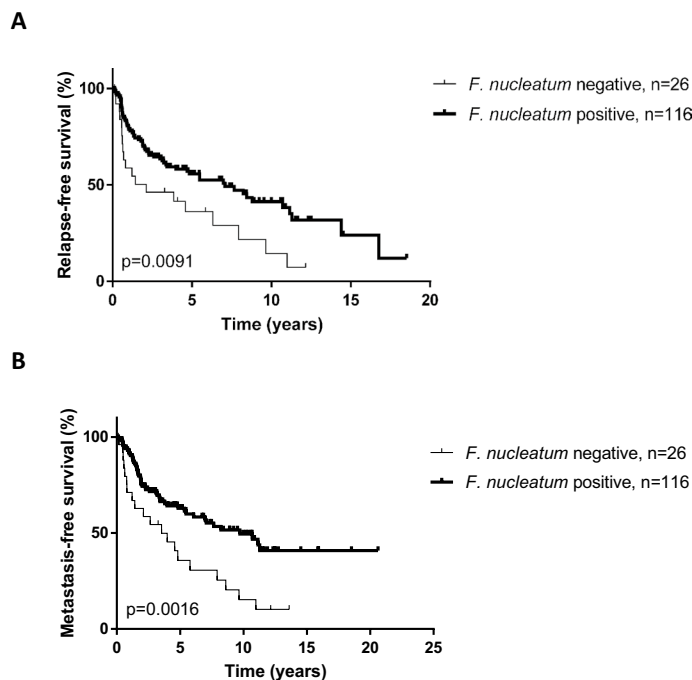 A
Relapse-free survival (%)
100
50
0
p=0.0091
0 5 10 15 20
Time (years)
F. nucleatum negative, n=26
F. nucleatum positive, n=116
B
Metastasis-free survival (%)
100
50
0
p=0.0016
0 5 10 15 20 25
Time (years)
F. nucleatum negative, n=26
F. nucleatum positive, n=116